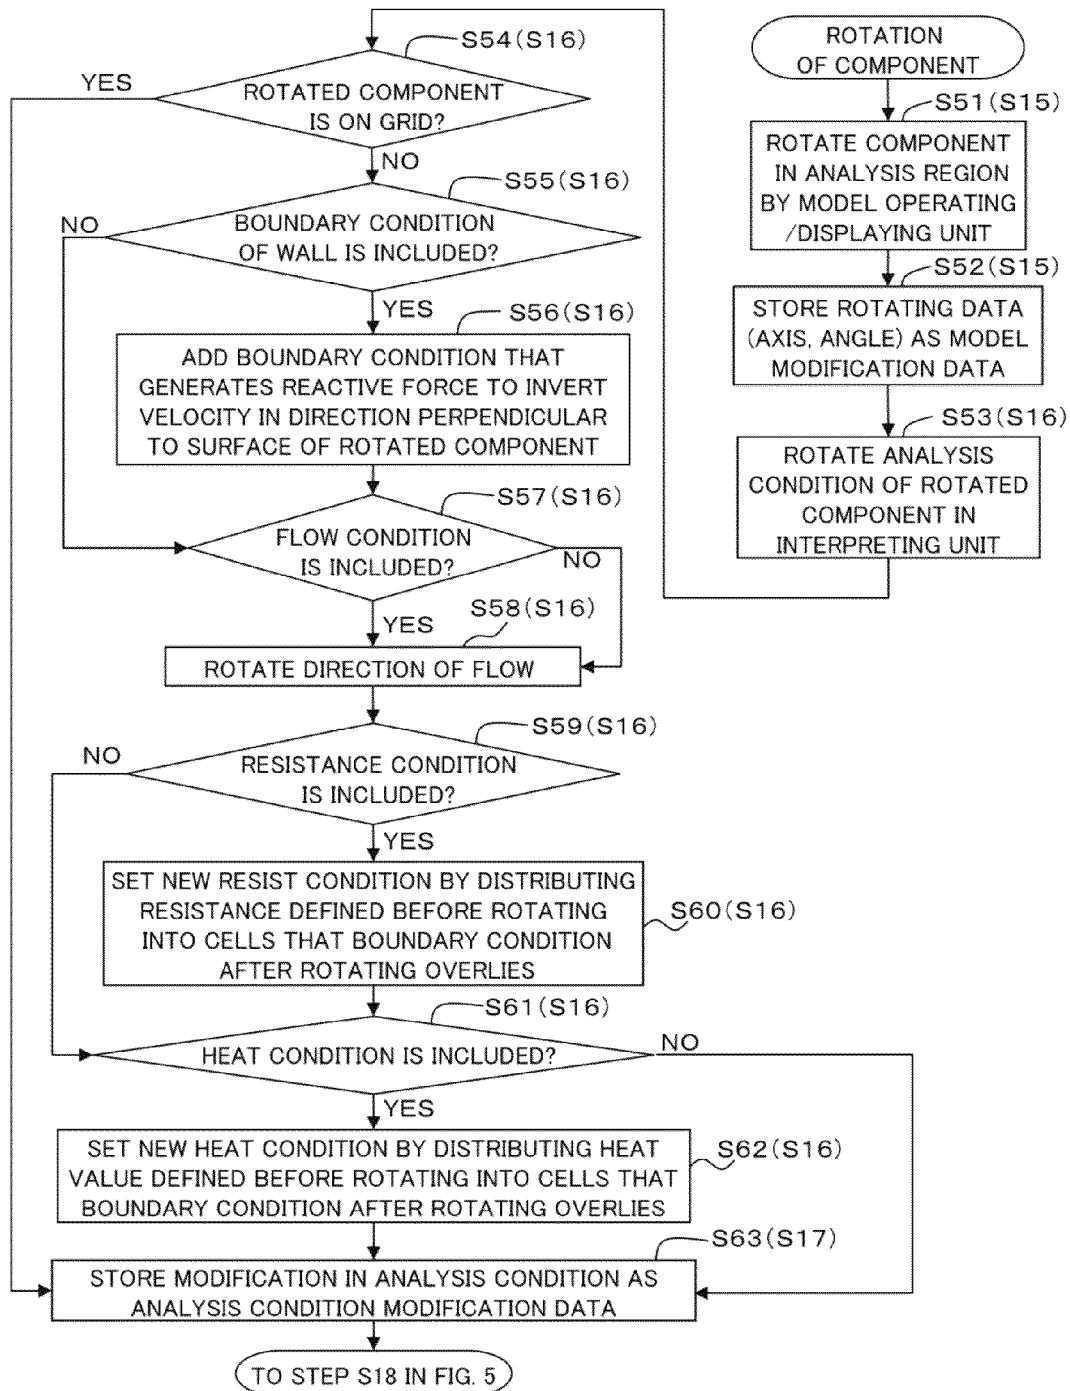 ROTATION
OF COMPONENT
S51(S15)
ROTATE COMPONENT
IN ANALYSIS REGION
BY MODEL OPERATING
/DISPLAYING UNIT
S52(S15)
STORE ROTATING DATA
(AXIS, ANGLE) AS MODEL
MODIFICATION DATA
S53(S16)
ROTATE ANALYSIS
CONDITION OF ROTATED
COMPONENT IN
INTERPRETING UNIT
S54(S16)
YES
ROTATED COMPONENT
IS ON GRID?
NO
S55(S16)
NO
BOUNDARY CONDITION
OF WALL IS INCLUDED?
YES
S56(S16)
ADD BOUNDARY CONDITION THAT
GENERATES REACTIVE FORCE TO INVERT
VELOCITY IN DIRECTION PERPENDICULAR
TO SURFACE OF ROTATED COMPONENT
S57(S16)
FLOW CONDITION
IS INCLUDED?
NO
YES
S58(S16)
ROTATE DIRECTION OF FLOW
S59(S16)
NO
RESISTANCE CONDITION
IS INCLUDED?
YES
SET NEW RESIST CONDITION BY DISTRIBUTING
RESISTANCE DEFINED BEFORE ROTATING
INTO CELLS THAT BOUNDARY CONDITION
AFTER ROTATING OVERLIES
S60(S16)
S61(S16)
HEAT CONDITION IS INCLUDED?
NO
YES
SET NEW HEAT CONDITION BY DISTRIBUTING HEAT
VALUE DEFINED BEFORE ROTATING INTO CELLS THAT
BOUNDARY CONDITION AFTER ROTATING OVERLIES
S62(S16)
S63(S17)
STORE MODIFICATION IN ANALYSIS CONDITION AS
ANALYSIS CONDITION MODIFICATION DATA
TO STEP S18 IN FIG. 5